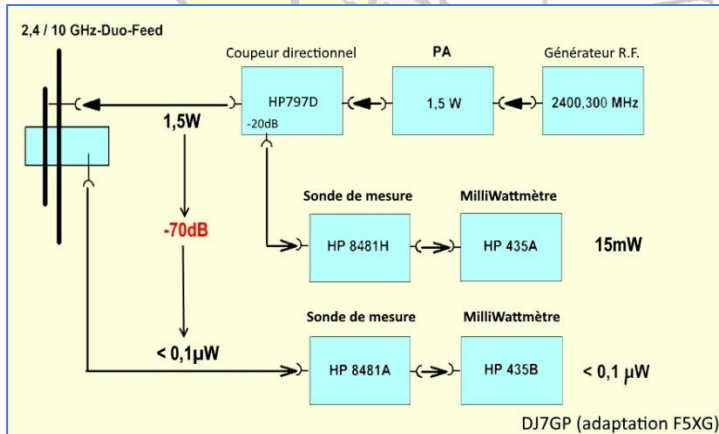 2,4 / 10 GHz-Duo-Feed
Coupeur directionnel
PA
Générateur R.F.
HP797D
-20dB
1,5 W
2400,300 MHz
1,5W
-70dB
< 0,1µW
Sonde de mesure
MilliWattmètre
HP 8481H
HP 435A
15mW
Sonde de mesure
MilliWattmètre
HP 8481A
HP 435B
< 0,1 µW
DJ7GP (adaptation F5XG)